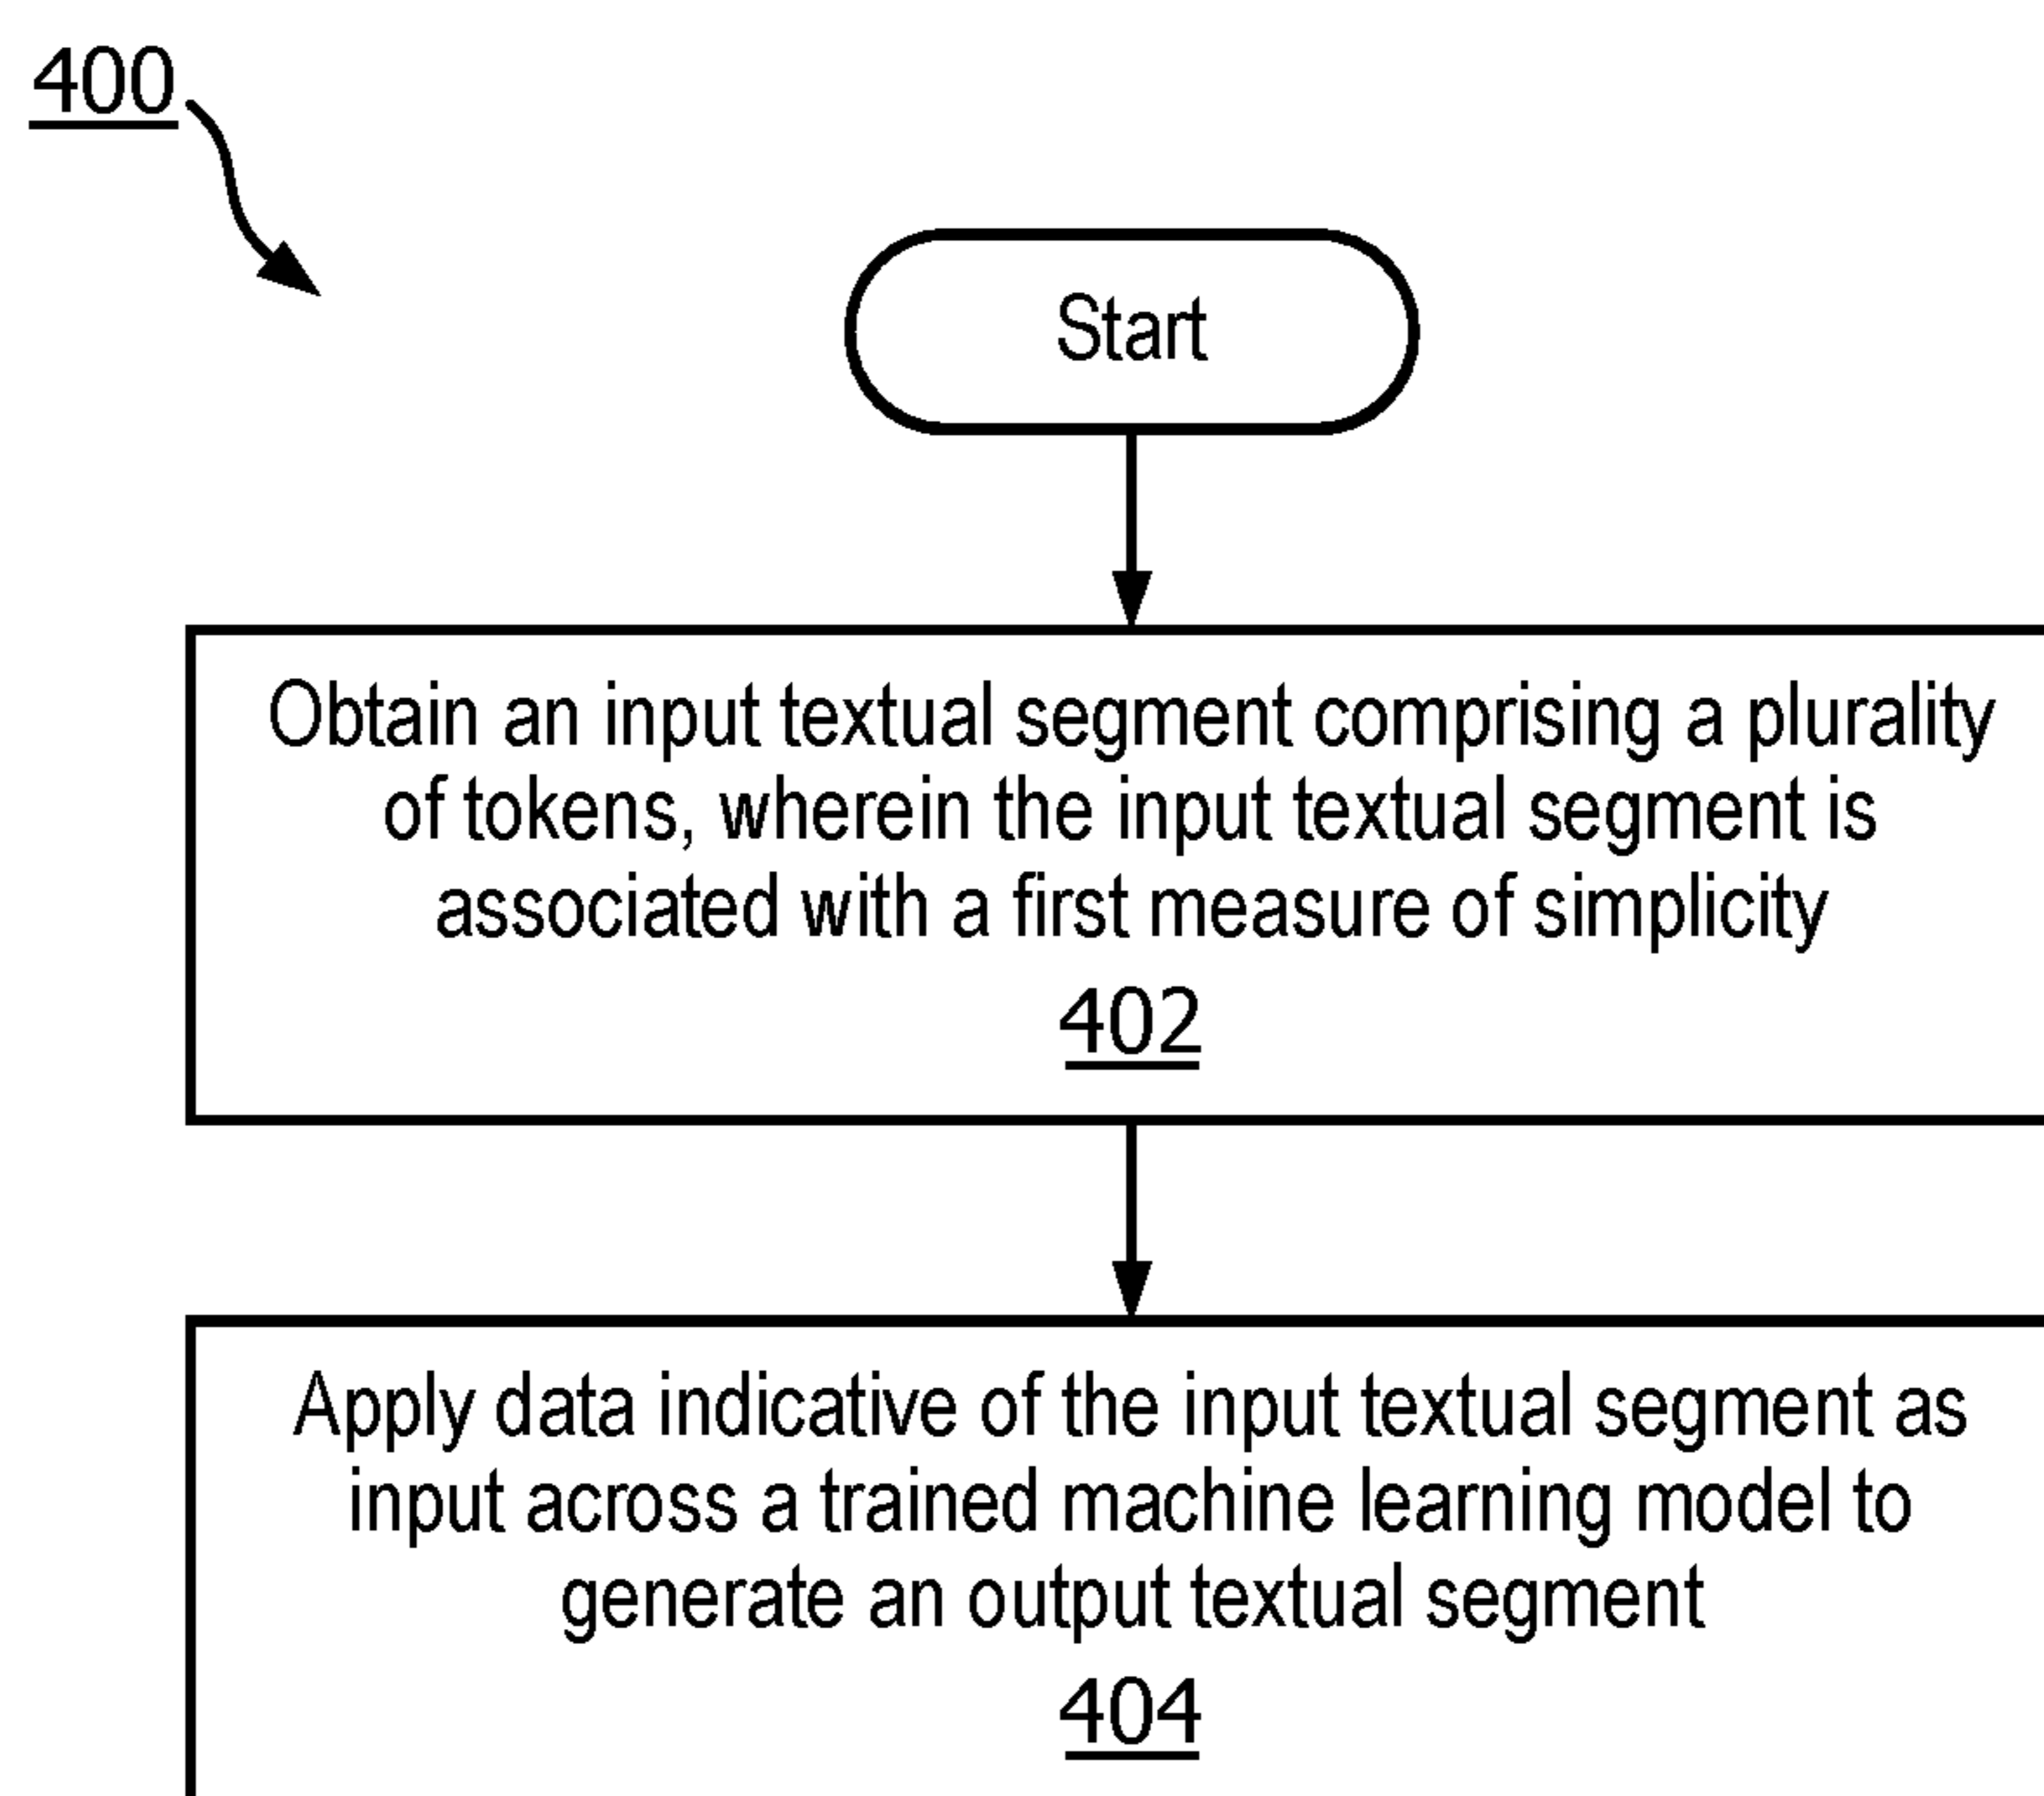 400
Start
Obtain an input textual segment comprising a plurality
of tokens, wherein the input textual segment is
associated with a first measure of simplicity
402
Apply data indicative of the input textual segment as
input across a trained machine learning model to
generate an output textual segment
404